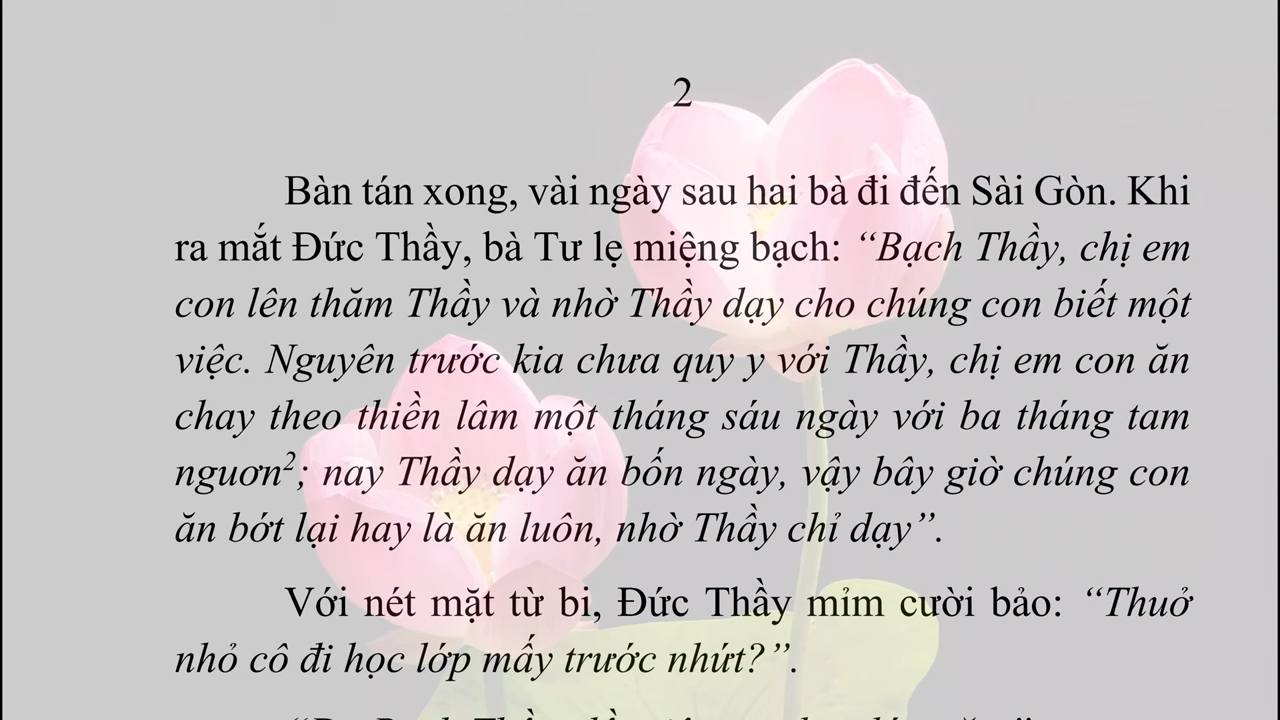 2
Bàn tán xong, vài ngày sau hai bà đi đến Sài Gòn. Khi
ra mắt Đức Thầy, bà Tư lẹ miệng bạch: “Bạch Thầy, chị em
con lên thăm Thầy và nhờ Thầy dạy cho chúng con biết một
việc. Nguyên trước kia chưa quy y với Thầy, chị em con ăn
chay theo thiền lâm một tháng sáu ngày với ba tháng tam
nguơn²; nay Thầy dạy ăn bốn ngày, vậy bây giờ chúng con
ăn bớt lại hay là ăn luôn, nhờ Thầy chỉ dạy”.
Với nét mặt từ bi, Đức Thầy mỉm cười bảo: “Thuở
nhỏ cô đi học lớp mấy trước nhứt?”.